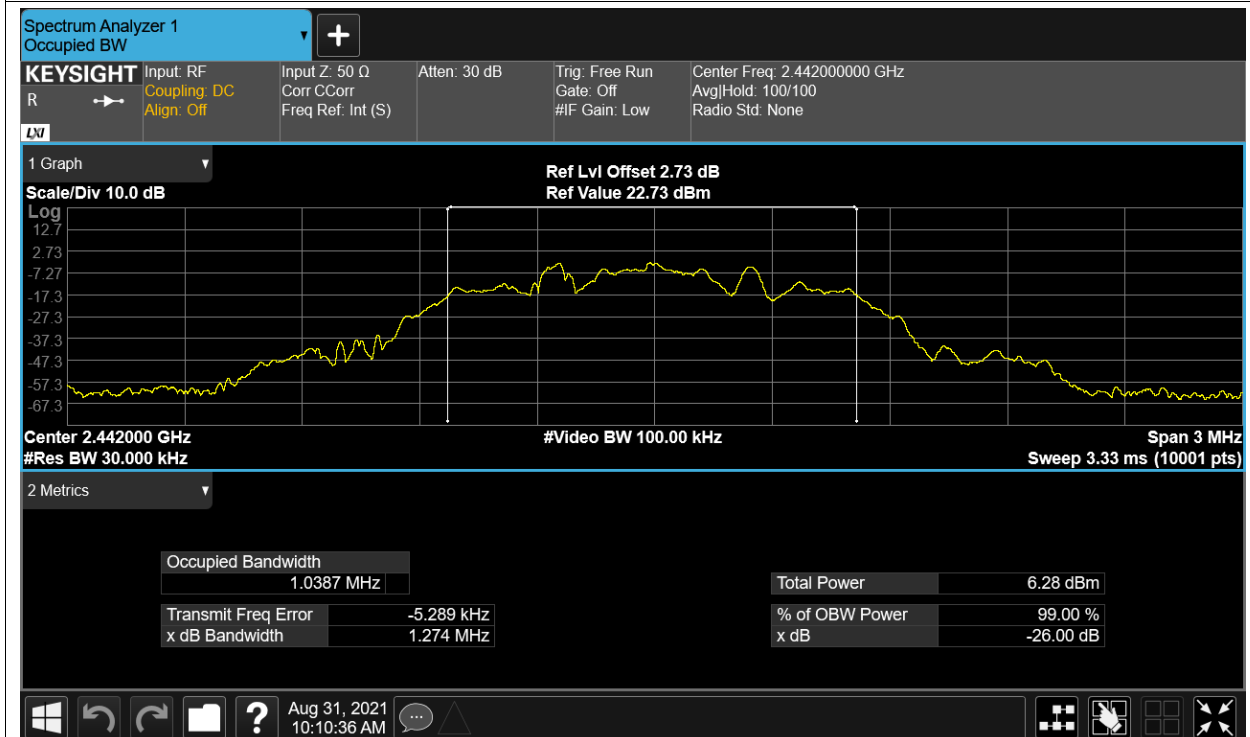 Spectrum Analyzer 1
Occupied BW
+
KEYSIGHT
R
LXI
Input: RF
Coupling: DC
Align: Off
Input Z: 50 Ω
Corr CCorr
Freq Ref: Int (S)
Atten: 30 dB
Trig: Free Run
Gate: Off
#IF Gain: Low
Center Freq: 2.442000000 GHz
Avg|Hold: 100/100
Radio Std: None
1 Graph
Scale/Div 10.0 dB
Ref Lvl Offset 2.73 dB
Ref Value 22.73 dBm
Log
12.7
2.73
-7.27
-17.3
-27.3
-37.3
-47.3
-57.3
-67.3
Center 2.442000 GHz
#Video BW 100.00 kHz
Span 3 MHz
#Res BW 30.000 kHz
Sweep 3.33 ms (10001 pts)
2 Metrics
Occupied Bandwidth
1.0387 MHz
Total Power 6.28 dBm
Transmit Freq Error -5.289 kHz
% of OBW Power 99.00 %
x dB Bandwidth 1.274 MHz
x dB -26.00 dB
?
Aug 31, 2021
10:10:36 AM